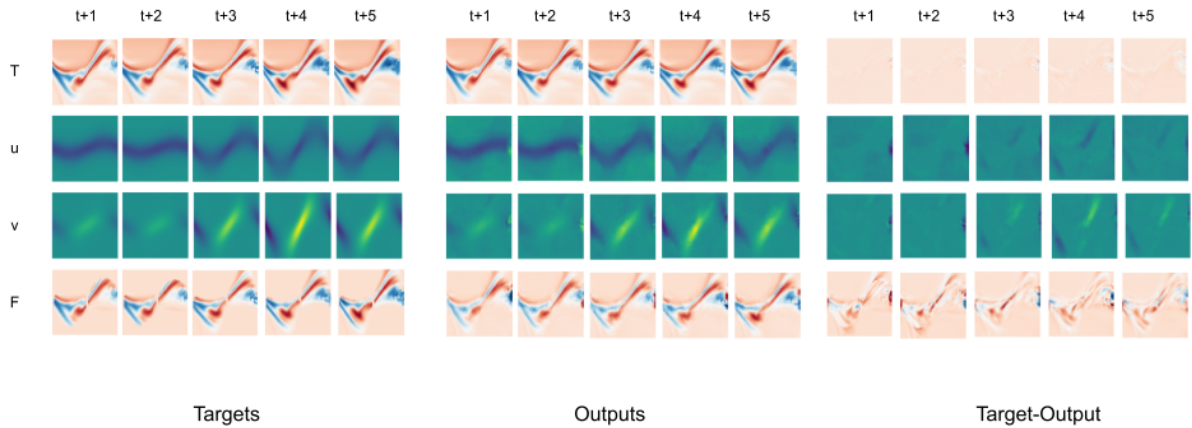 t+1 t+2 t+3 t+4 t+5 t+1 t+2 t+3 t+4 t+5 t+1 t+2 t+3 t+4 t+5
T
u
v
F
Targets Outputs Target-Output